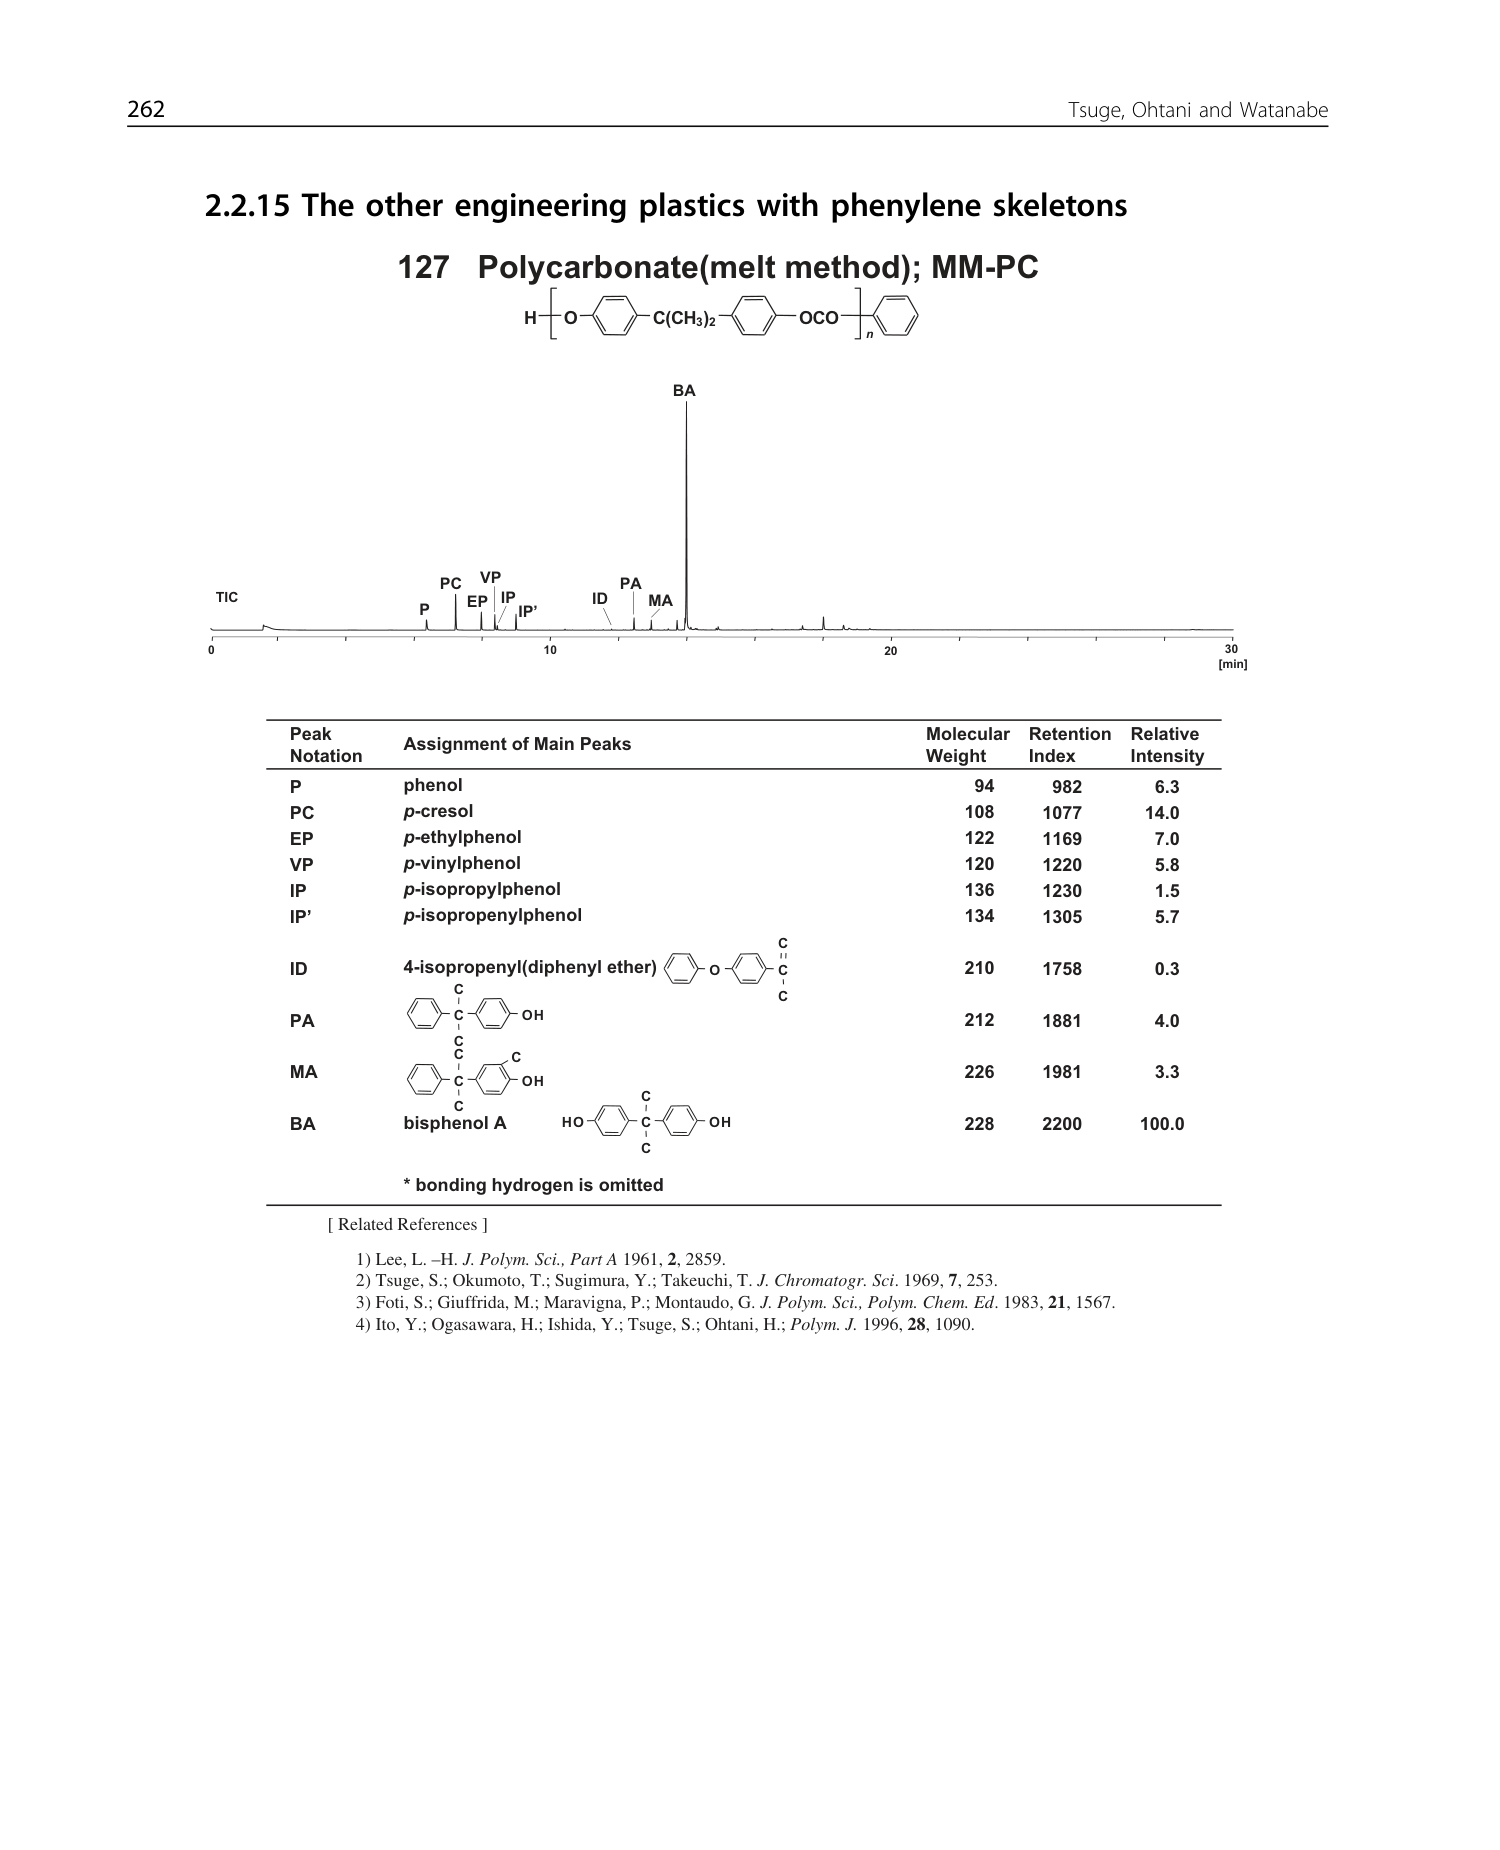 262
Tsuge, Ohtani and Watanabe
2.2.15 The other engineering plastics with phenylene skeletons
127 Polycarbonate(melt method); MM-PC
H O C(CH3)2 OCO n
BA
TIC
P
PC
EP
VP
IP
IP’
ID
PA
MA
0 10 20 30
[min]
Peak Notation Assignment of Main Peaks Molecular Weight Retention Index Relative Intensity
P phenol 94 982 6.3
PC p-cresol 108 1077 14.0
EP p-ethylphenol 122 1169 7.0
VP p-vinylphenol 120 1220 5.8
IP p-isopropylphenol 136 1230 1.5
IP’ p-isopropenylphenol 134 1305 5.7
ID 4-isopropenyl(diphenyl ether) O C C C 210 1758 0.3
PA C C C OH 212 1881 4.0
MA C C C C OH 226 1981 3.3
BA bisphenol A HO C C C OH 228 2200 100.0
* bonding hydrogen is omitted
[ Related References ]
1) Lee, L. –H. J. Polym. Sci., Part A 1961, 2, 2859.
2) Tsuge, S.; Okumoto, T.; Sugimura, Y.; Takeuchi, T. J. Chromatogr. Sci. 1969, 7, 253.
3) Foti, S.; Giuffrida, M.; Maravigna, P.; Montaudo, G. J. Polym. Sci., Polym. Chem. Ed. 1983, 21, 1567.
4) Ito, Y.; Ogasawara, H.; Ishida, Y.; Tsuge, S.; Ohtani, H.; Polym. J. 1996, 28, 1090.